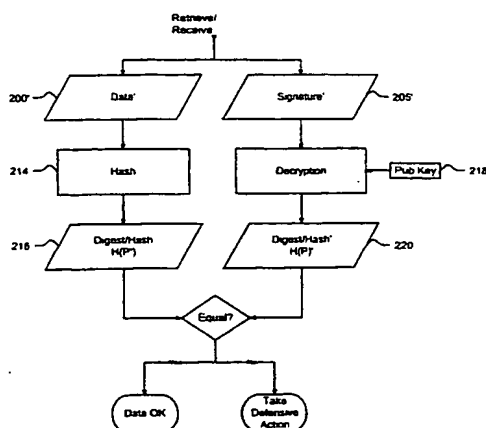 Retrieve/
Receive
200'
Data'
Signature'
205'
214
Hash
Decryption
Pub Key
218
216
Digest/Hash
H(P')
Digest/Hash'
H(P)'
220
Equal?
Data OK
Take
Defensive
Action